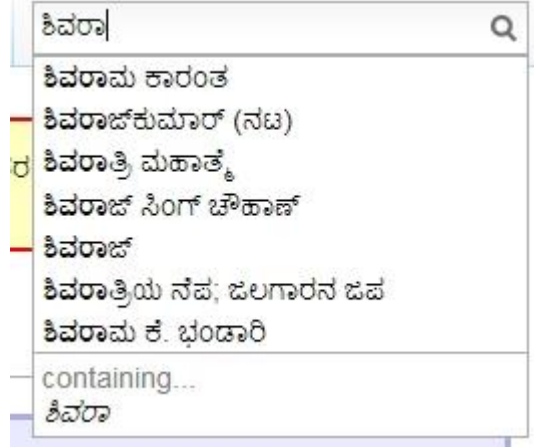 ಶಿವರಾ
ಶಿವರಾಮ ಕಾರಂತ
ಶಿವರಾಜ್‌ಕುಮಾರ್ (ನಟ)
ಶಿವರಾತ್ರಿ ಮಹಾತ್ಮೆ
ಶಿವರಾಜ್ ಸಿಂಗ್ ಚೌಹಾಣ್
ಶಿವರಾಜ್
ಶಿವರಾತ್ರಿಯ ನೆಪ; ಜಲಗಾರನ ಜಪ
ಶಿವರಾಮ ಕೆ. ಭಂಡಾರಿ
containing...
ಶಿವರಾ